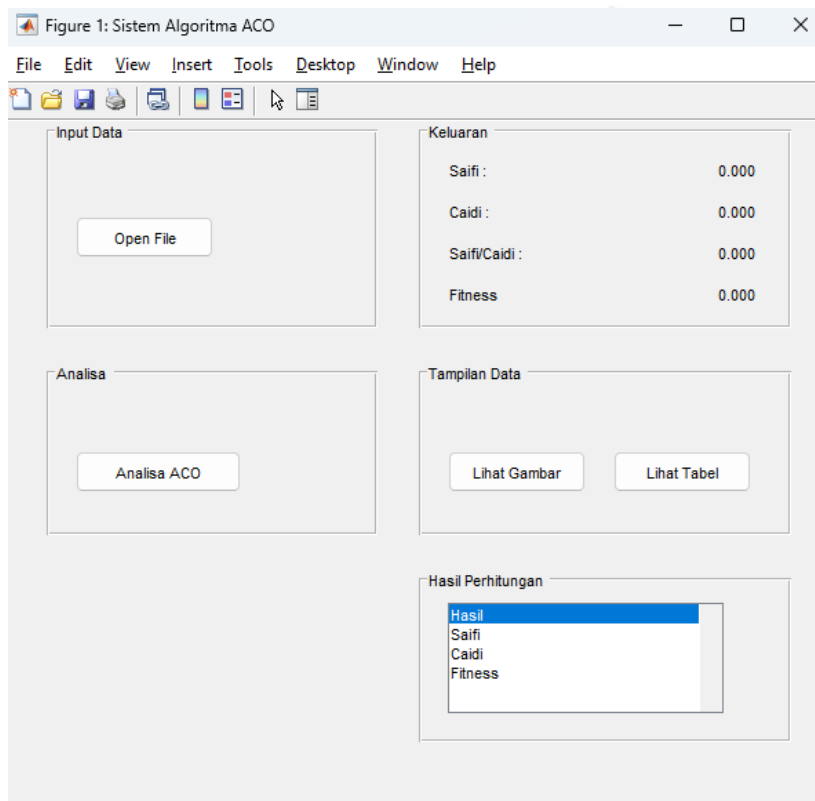 Figure 1: Sistem Algoritma ACO
File Edit View Insert Tools Desktop Window Help
Input Data
Open File
Keluaran
Saifi : 0.000
Caidi : 0.000
Saifi/Caidi : 0.000
Fitness 0.000
Analisa
Analisa ACO
Tampilan Data
Lihat Gambar Lihat Tabel
Hasil Perhitungan
Hasil
Saifi
Caidi
Fitness